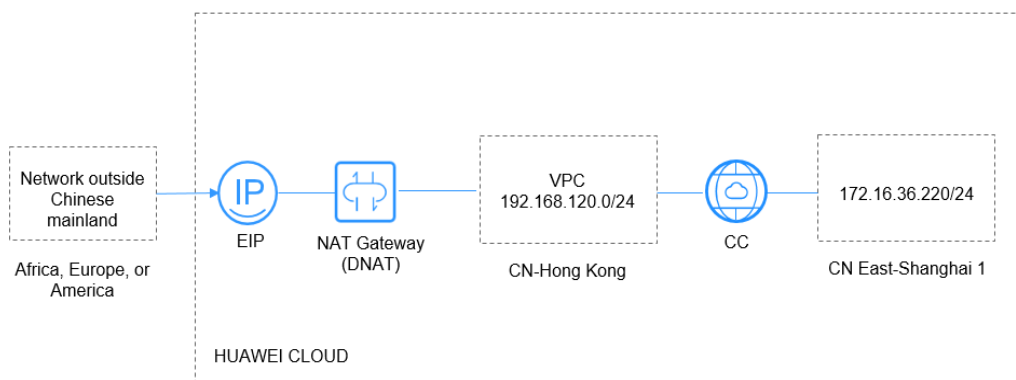 Network outside
Chinese
mainland
Africa, Europe, or
America
IP
EIP
NAT Gateway
(DNAT)
VPC
192.168.120.0/24
CN-Hong Kong
CC
172.16.36.220/24
CN East-Shanghai 1
HUAWEI CLOUD